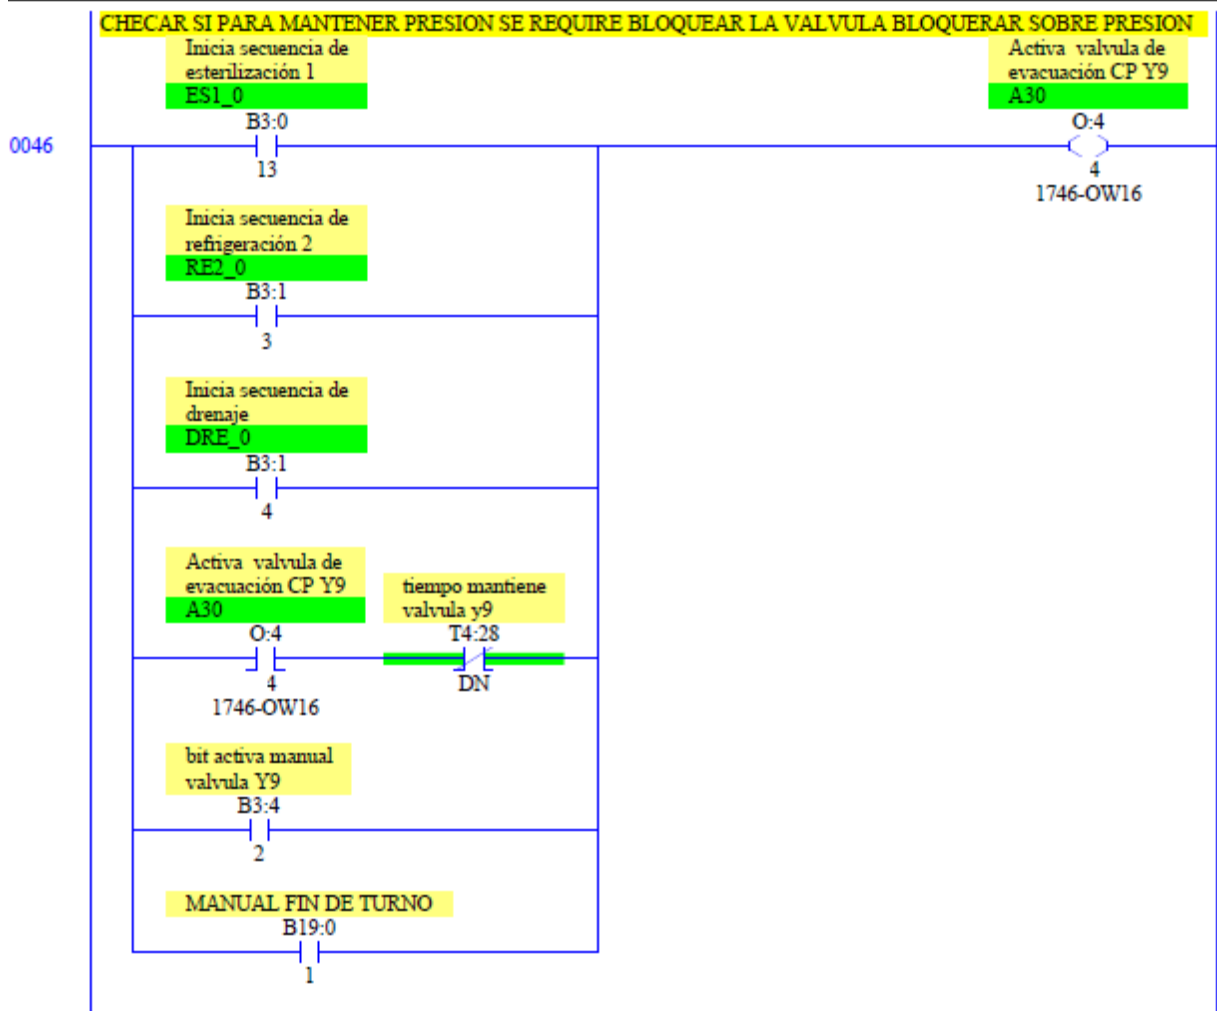 CHECAR SI PARA MANTENER PRESION SE REQUIRE BLOQUEAR LA VALVULA BLOQUERAR SOBRE PRESION
Inicia secuencia de
esterilización 1
ES1_0
B3:0
13
Activa valvula de
evacuación CP Y9
A30
O:4
4
1746-OW16
0046
Inicia secuencia de
refrigeración 2
RE2_0
B3:1
3
Inicia secuencia de
drenaje
DRE_0
B3:1
4
Activa valvula de
evacuación CP Y9
A30
O:4
4
1746-OW16
tiempo mantiene
valvula y9
T4:28
DN
bit activa manual
valvula Y9
B3:4
2
MANUAL FIN DE TURNO
B19:0
1